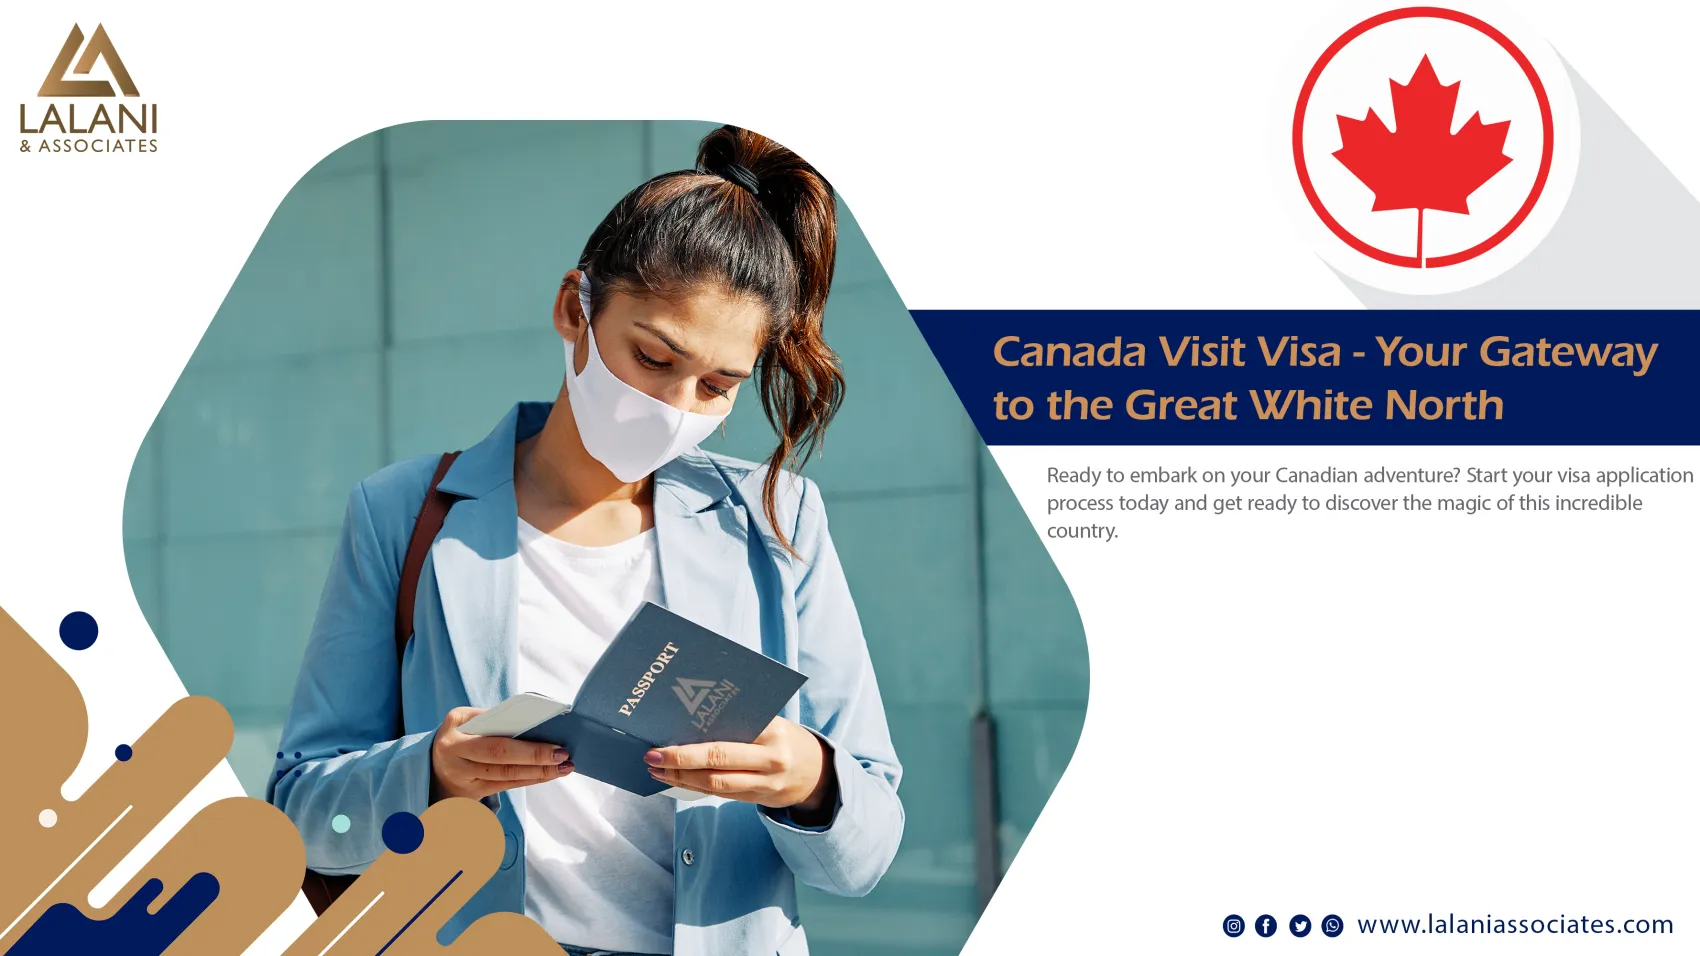 LALANI
& ASSOCIATES
Canada Visit Visa - Your Gateway
to the Great White North
Ready to embark on your Canadian adventure? Start your visa application
process today and get ready to discover the magic of this incredible
country.
PASSPORT
LALANI
& ASSOCIATES
www.lalaniassociates.com